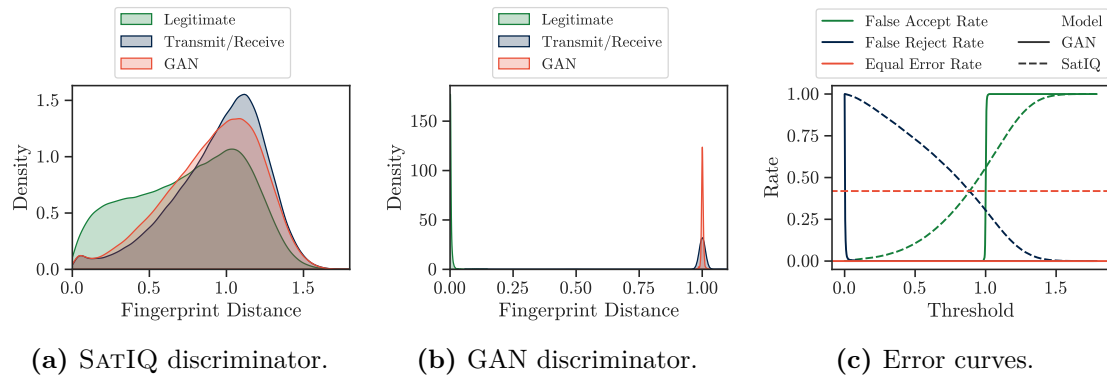 Legitimate
Transmit/Receive
GAN
Density
1.5
1.0
0.5
0.0
0.0 0.5 1.0 1.5
Fingerprint Distance
(a) SATIQ discriminator.
Legitimate
Transmit/Receive
GAN
Density
150
100
50
0
0.00 0.25 0.50 0.75 1.00
Fingerprint Distance
(b) GAN discriminator.
False Accept Rate Model
False Reject Rate GAN
Equal Error Rate SatIQ
Rate
1.00
0.75
0.50
0.25
0.00
0.0 0.5 1.0 1.5
Threshold
(c) Error curves.